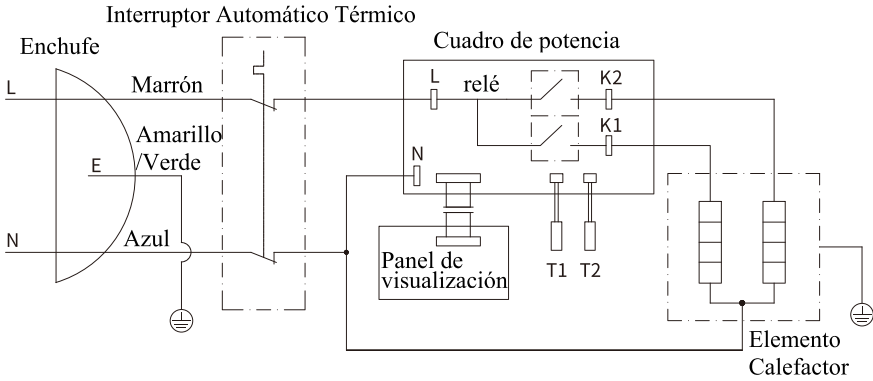 Interruptor Automático Térmico
Enchufe
Cuadro de potencia
L
Marrón
L
relé
K2
K1
Amarillo
/Verde
E
N
N
Azul
Panel de
visualización
T1 T2
Elemento
Calefactor